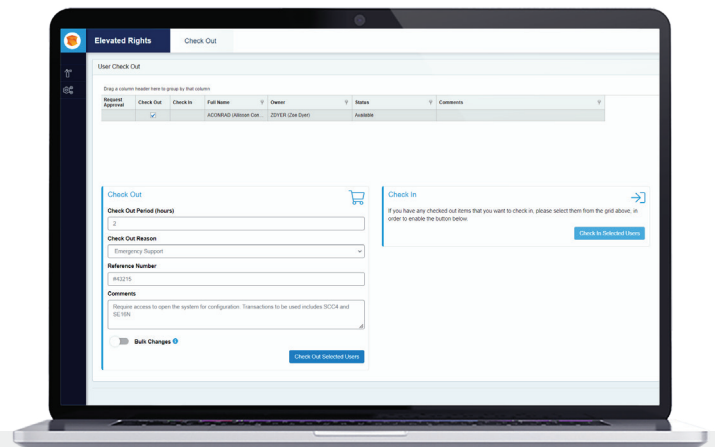 Elevated Rights
Check Out
User Check Out
Drag a column header here to group by that column
Request Approval Check Out Check In Full Name Owner Status Comments
ACONRAD (Allison Con... ZDYER (Zee Dyer) Available
Check Out
Check Out Period (hours)
2
Check Out Reason
Emergency Support
Reference Number
#43215
Comments
Require access to open the system for configuration. Transactions to be used includes SCC4 and
SE16N
Bulk Changes
Check Out Selected Users
Check In
If you have any checked out items that you want to check in, please select them from the grid above, in
order to enable the button below.
Check In Selected Users